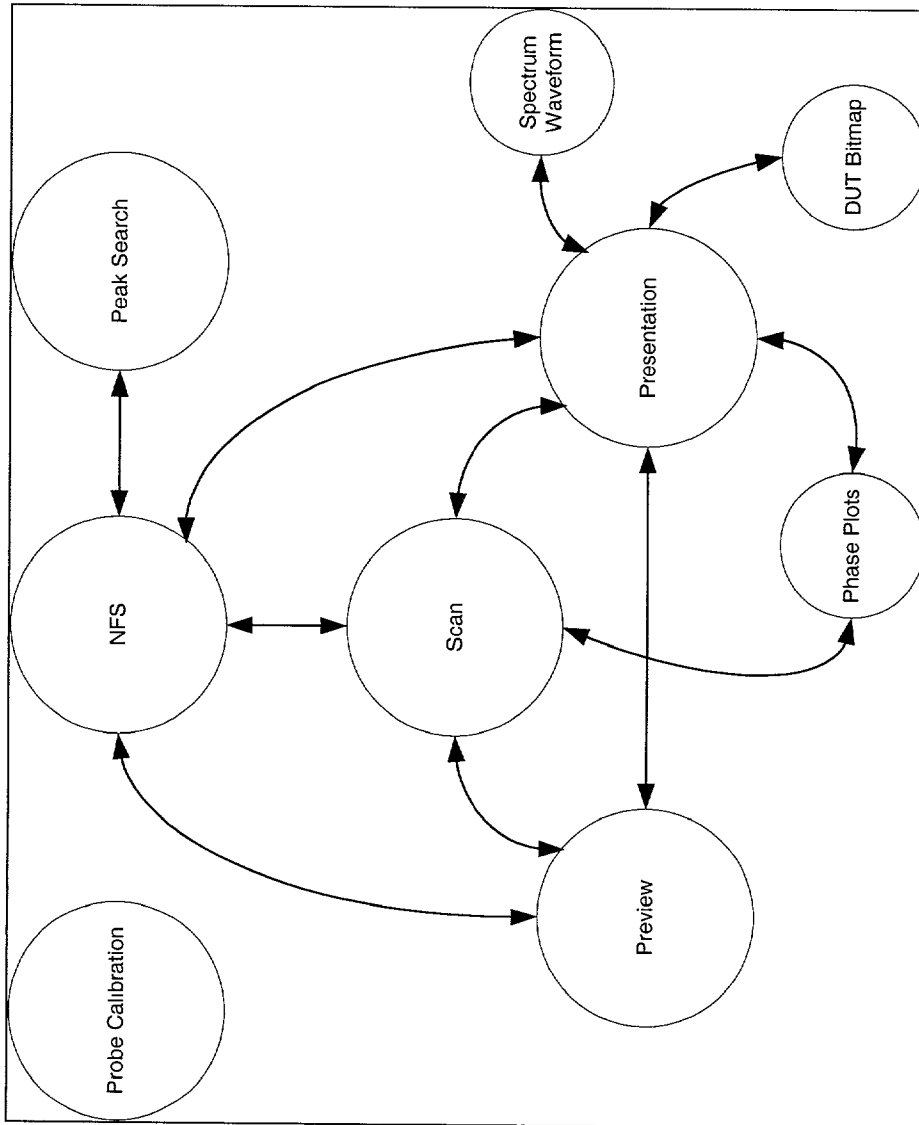 Probe Calibration
NFS
Peak Search
Preview
Scan
Presentation
Spectrum
Waveform
Phase Plots
DUT Bitmap